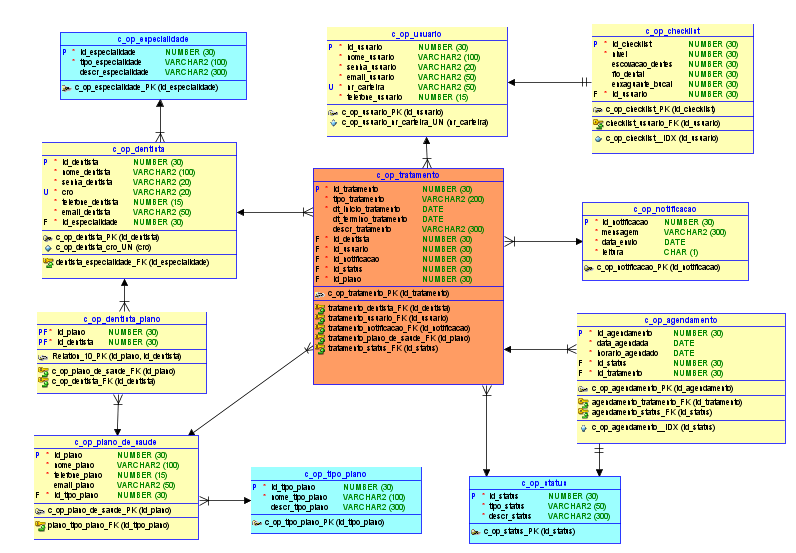 c_op_especialidade
P * id_especialidade NUMBER (30)
* tipo_especialidade VARCHAR2 (100)
descr_especialidade VARCHAR2 (300)
c_op_especialidade_PK (id_especialidade)
c_op_usuario
P * id_usuario NUMBER (30)
* nome_usuario VARCHAR2 (100)
* senha_usuario VARCHAR2 (20)
* email_usuario VARCHAR2 (50)
U * nr_carteira VARCHAR2 (50)
* telefone_usuario NUMBER (15)
c_op_usuario_PK (id_usuario)
c_op_usuario_nr_carteira_UN (nr_carteira)
c_op_checklist
P * id_checklist NUMBER (30)
* nivel NUMBER (30)
escovacao_dentes NUMBER (30)
fio_dental NUMBER (30)
enxaguante_bucal NUMBER (30)
F * id_usuario NUMBER (30)
c_op_checklist_PK (id_checklist)
checklist_usuario_FK (id_usuario)
c_op_checklist__IDX (id_usuario)
c_op_dentista
P * id_dentista NUMBER (30)
* nome_dentista VARCHAR2 (100)
* senha_dentista VARCHAR2 (20)
U * cro VARCHAR2 (20)
* telefone_dentista NUMBER (15)
* email_dentista VARCHAR2 (50)
F * id_especialidade NUMBER (30)
c_op_dentista_PK (id_dentista)
c_op_dentista_cro_UN (cro)
dentista_especialidade_FK (id_especialidade)
c_op_tratamento
P * id_tratamento NUMBER (30)
* tipo_tratamento VARCHAR2 (200)
* dt_inicio_tratamento DATE
dt_termino_tratamento DATE
descr_tratamento VARCHAR2 (300)
F * id_dentista NUMBER (30)
F * id_usuario NUMBER (30)
F * id_notificacao NUMBER (30)
F * id_status NUMBER (30)
F * id_plano NUMBER (30)
c_op_tratamento_PK (id_tratamento)
tratamento_dentista_FK (id_dentista)
tratamento_usuario_FK (id_usuario)
tratamento_notificacao_FK (id_notificacao)
tratamento_plano_de_saude_FK (id_plano)
tratamento_status_FK (id_status)
c_op_notificacao
P * id_notificacao NUMBER (30)
* mensagem VARCHAR2 (300)
* data_envio DATE
* leitura CHAR (1)
c_op_notificacao_PK (id_notificacao)
c_op_dentista_plano
PF * id_plano NUMBER (30)
PF * id_dentista NUMBER (30)
Relation_10_PK (id_plano, id_dentista)
c_op_plano_de_saude_FK (id_plano)
c_op_dentista_FK (id_dentista)
c_op_agendamento
P * id_agendamento NUMBER (30)
* data_agendada DATE
* horario_agendado DATE
F * id_status NUMBER (30)
F * id_tratamento NUMBER (30)
c_op_agendamento_PK (id_agendamento)
agendamento_tratamento_FK (id_tratamento)
agendamento_status_FK (id_status)
c_op_agendamento__IDX (id_status)
c_op_plano_de_saude
P * id_plano NUMBER (30)
* nome_plano VARCHAR2 (100)
* telefone_plano NUMBER (15)
email_plano VARCHAR2 (50)
F * id_tipo_plano NUMBER (30)
c_op_plano_de_saude_PK (id_plano)
plano_tipo_plano_FK (id_tipo_plano)
c_op_tipo_plano
P * id_tipo_plano NUMBER (30)
* nome_tipo_plano VARCHAR2 (100)
descr_tipo_plano VARCHAR2 (300)
c_op_tipo_plano_PK (id_tipo_plano)
c_op_status
P * id_status NUMBER (30)
* tipo_status VARCHAR2 (50)
* descr_status VARCHAR2 (300)
c_op_status_PK (id_status)